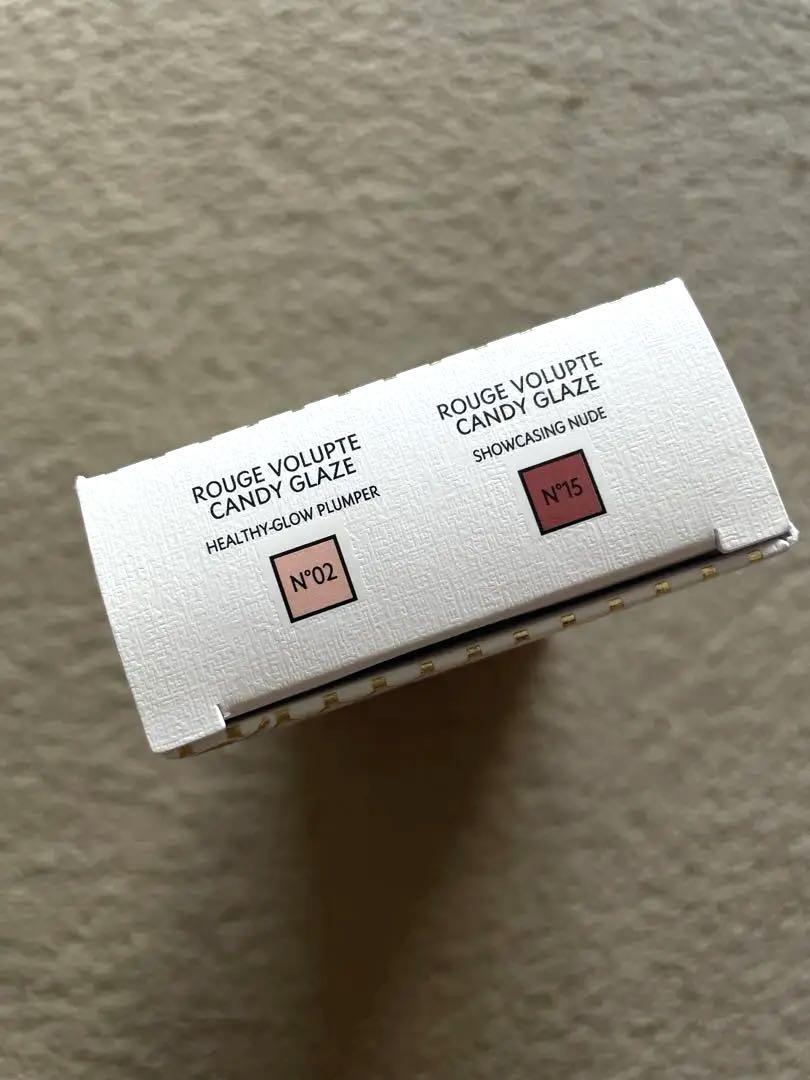 ROUGE VOLUPTE
CANDY GLAZE
HEALTHY-GLOW PLUMPER
N°02
ROUGE VOLUPTE
CANDY GLAZE
SHOWCASING NUDE
N°15